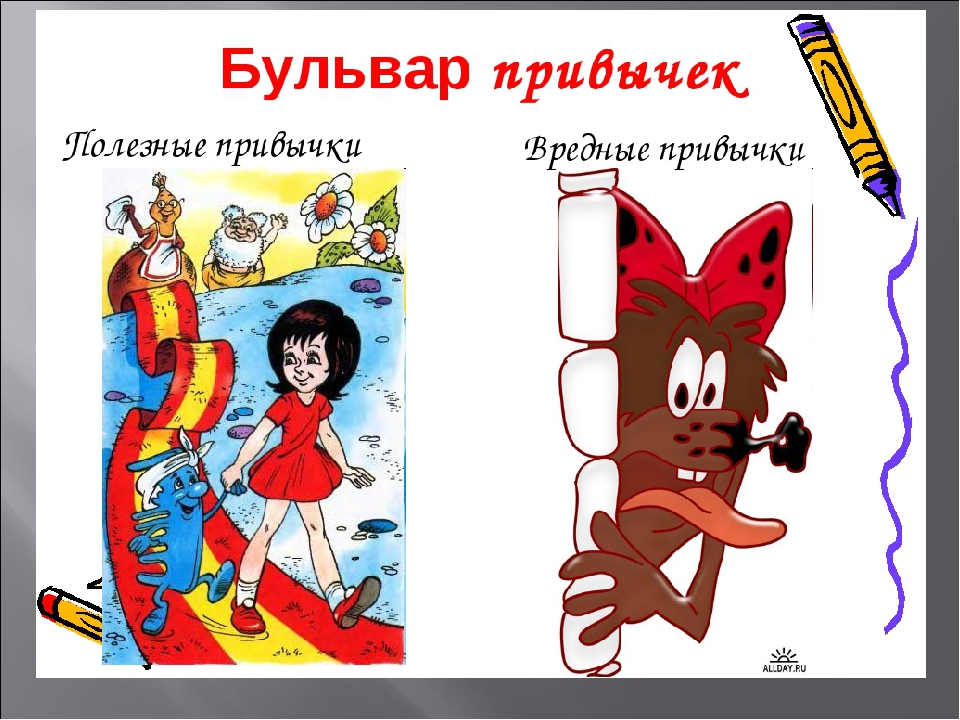 Бульвар привычек
Полезные привычки
Вредные привычки
ALLDAY.RU